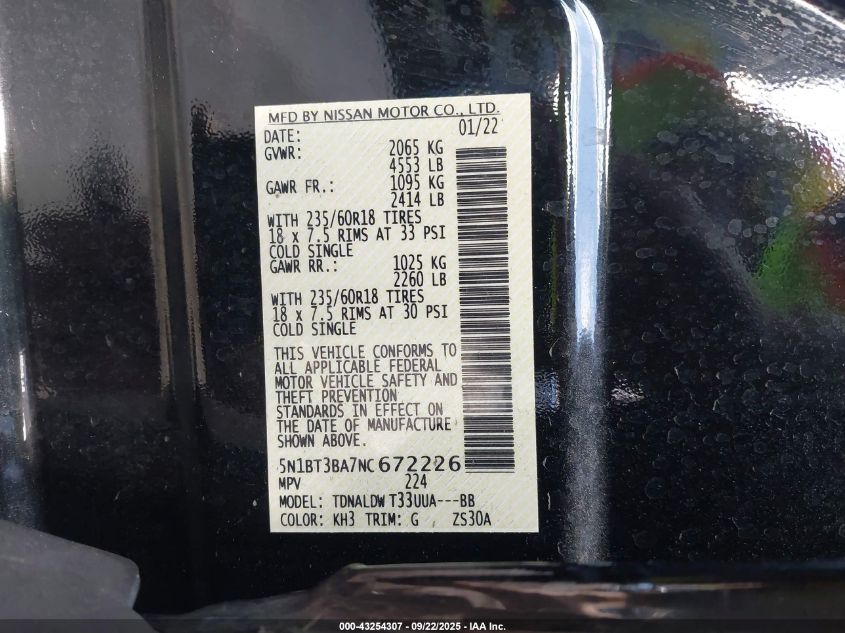 MFD BY NISSAN MOTOR CO., LTD.
DATE: 01/22
GVWR: 2065 KG
4553 LB
GAWR FR.: 1095 KG
2414 LB
WITH 235/60R18 TIRES
18 x 7.5 RIMS AT 33 PSI
COLD SINGLE
GAWR RR.: 1025 KG
2260 LB
WITH 235/60R18 TIRES
18 x 7.5 RIMS AT 30 PSI
COLD SINGLE
THIS VEHICLE CONFORMS TO
ALL APPLICABLE FEDERAL
MOTOR VEHICLE SAFETY AND
THEFT PREVENTION
STANDARDS IN EFFECT ON
THE DATE OF MANUFACTURE
SHOWN ABOVE.
5N1BT3BA7NC672226
MPV 224
MODEL: TDNALDW T33UUA---BB
COLOR: KH3 TRIM: G ZS30A
000-43254307 - 09/22/2025 - IAA Inc.